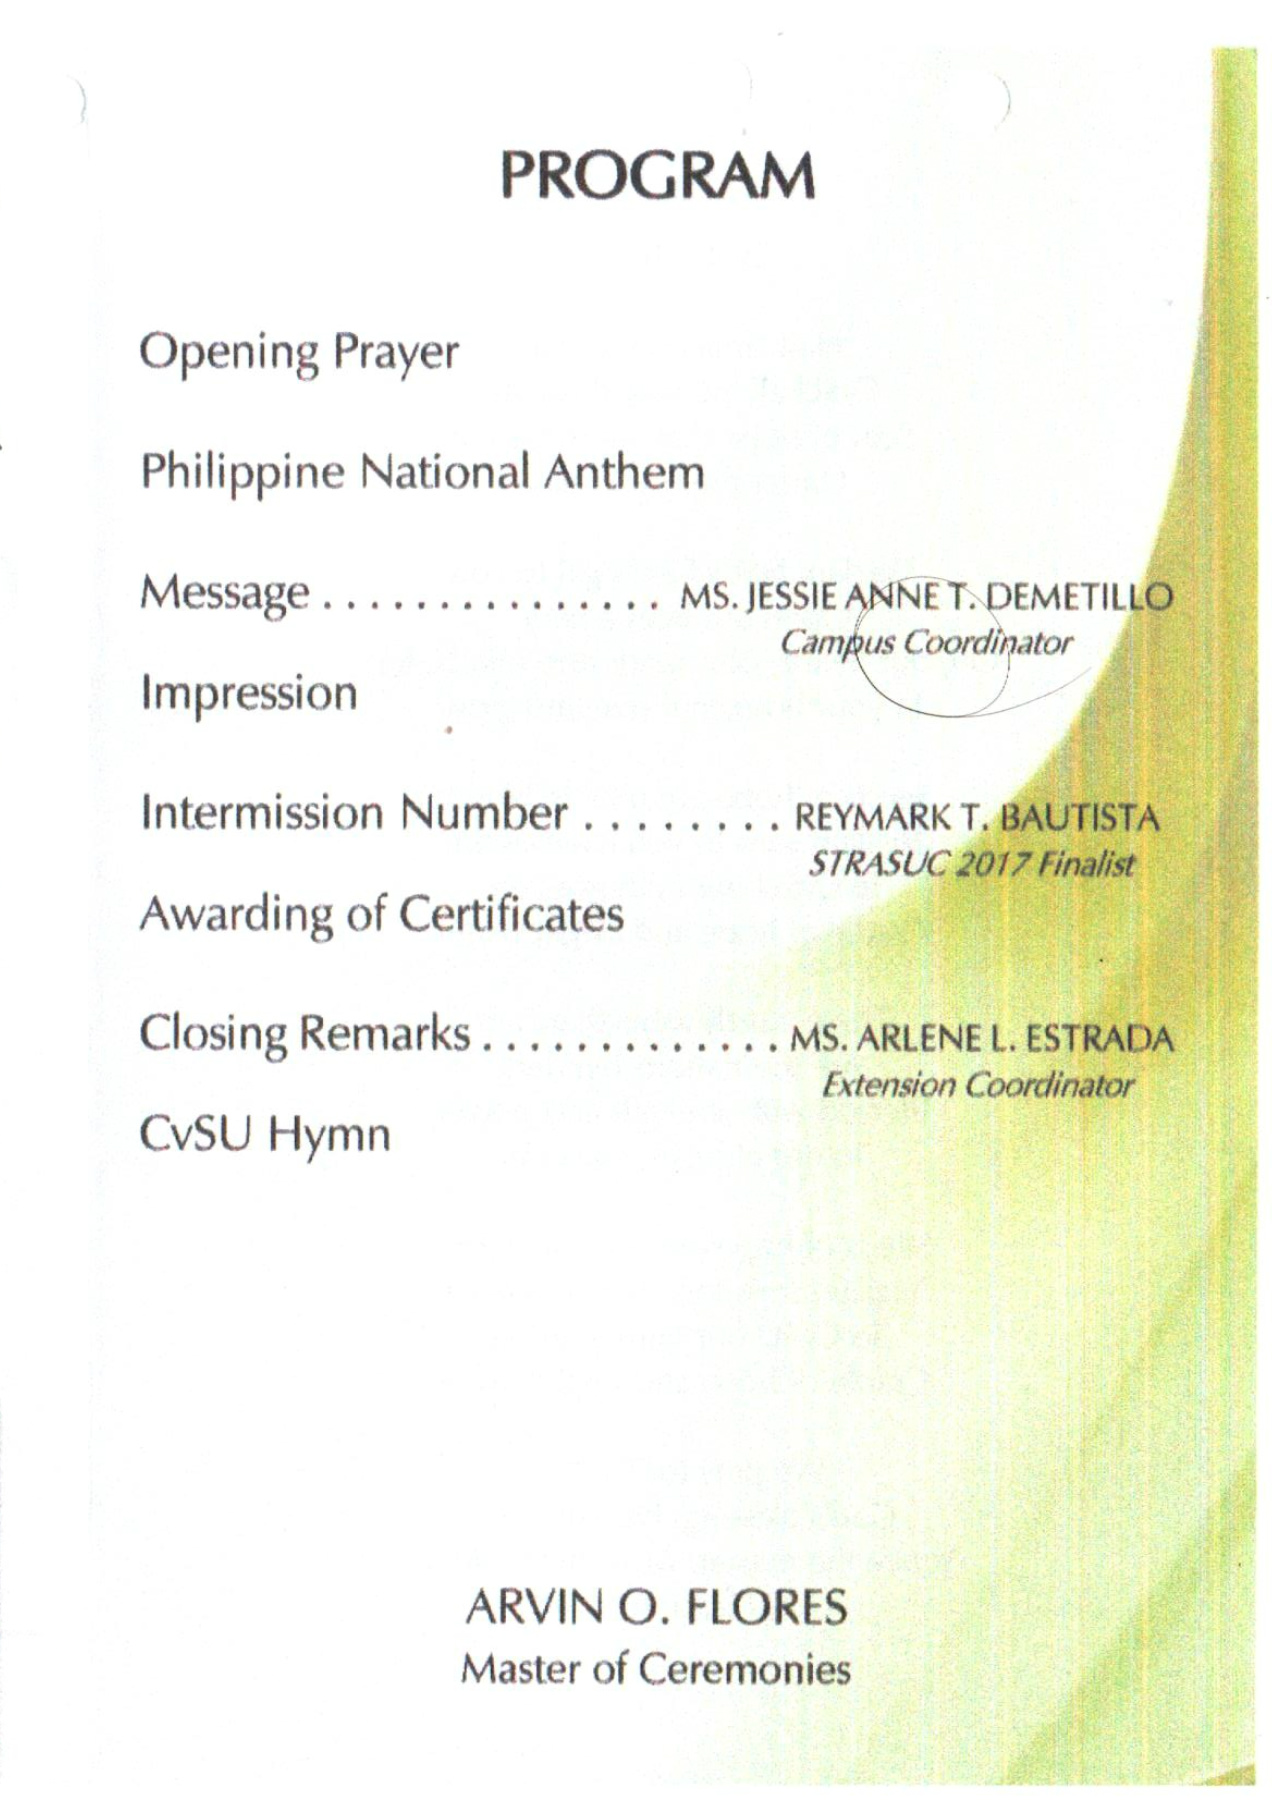 PROGRAM
Opening Prayer
Philippine National Anthem
Message . . . . . . . . . . . . . . . MS. JESSIE ANNE T. DEMETILLO
Campus Coordinator
Impression
Intermission Number . . . . . . . . REYMARK T. BAUTISTA
STRASUC 2017 Finalist
Awarding of Certificates
Closing Remarks . . . . . . . . . . . . . MS. ARLENE L. ESTRADA
Extension Coordinator
CvSU Hymn
ARVIN O. FLORES
Master of Ceremonies